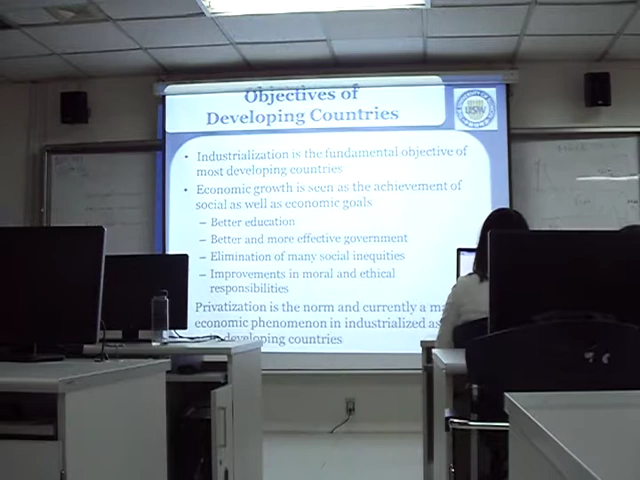 Objectives of
Developing Countries
• Industrialization is the fundamental objective of
most developing countries
• Economic growth is seen as the achievement of
social as well as economic goals
– Better education
– Better and more effective government
– Elimination of many social inequities
– Improvements in moral and ethical
responsibilities
Privatization is the norm and currently a
economic phenomenon in industrialized as
developing countries